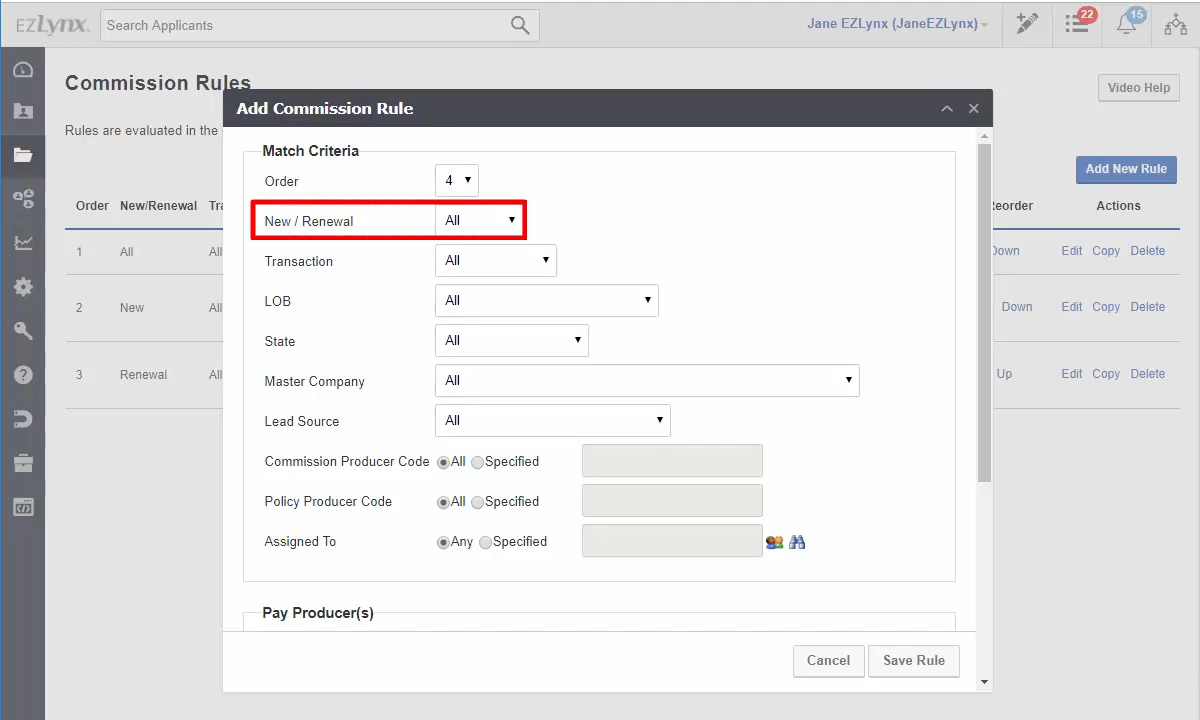 EZLynx.
Search Applicants
Jane EZLynx (JaneEZLynx)
22
15
Commission Rules
Video Help
Rules are evaluated in the
Add New Rule
Order New/Renewal Tra
Reorder Actions
1 All All
Down Edit Copy Delete
2 New All
Down Edit Copy Delete
3 Renewal All
Up Edit Copy Delete
Add Commission Rule
Match Criteria
Order 4
New / Renewal All
Transaction All
LOB All
State All
Master Company All
Lead Source All
Commission Producer Code All Specified
Policy Producer Code All Specified
Assigned To Any Specified
Pay Producer(s)
Cancel Save Rule